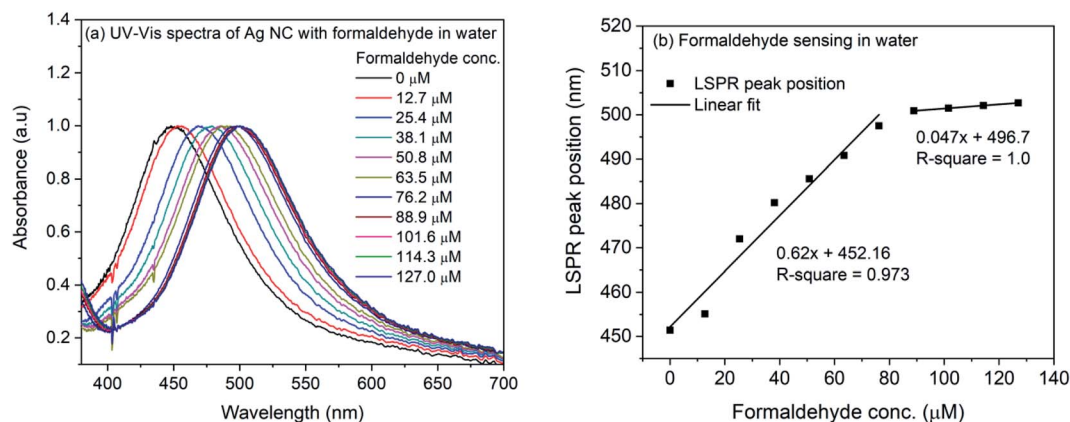 (a) UV-Vis spectra of Ag NC with formaldehyde in water
Formaldehyde conc.
0 μM
12.7 μM
25.4 μM
38.1 μM
50.8 μM
63.5 μM
76.2 μM
88.9 μM
101.6 μM
114.3 μM
127.0 μM
Absorbance (a.u)
1.4
1.2
1.0
0.8
0.6
0.4
0.2
400 450 500 550 600 650 700
Wavelength (nm)
(b) Formaldehyde sensing in water
LSPR peak position
Linear fit
0.047x + 496.7
R-square = 1.0
0.62x + 452.16
R-square = 0.973
LSPR peak position (nm)
520
510
500
490
480
470
460
450
0 20 40 60 80 100 120 140
Formaldehyde conc. (μM)